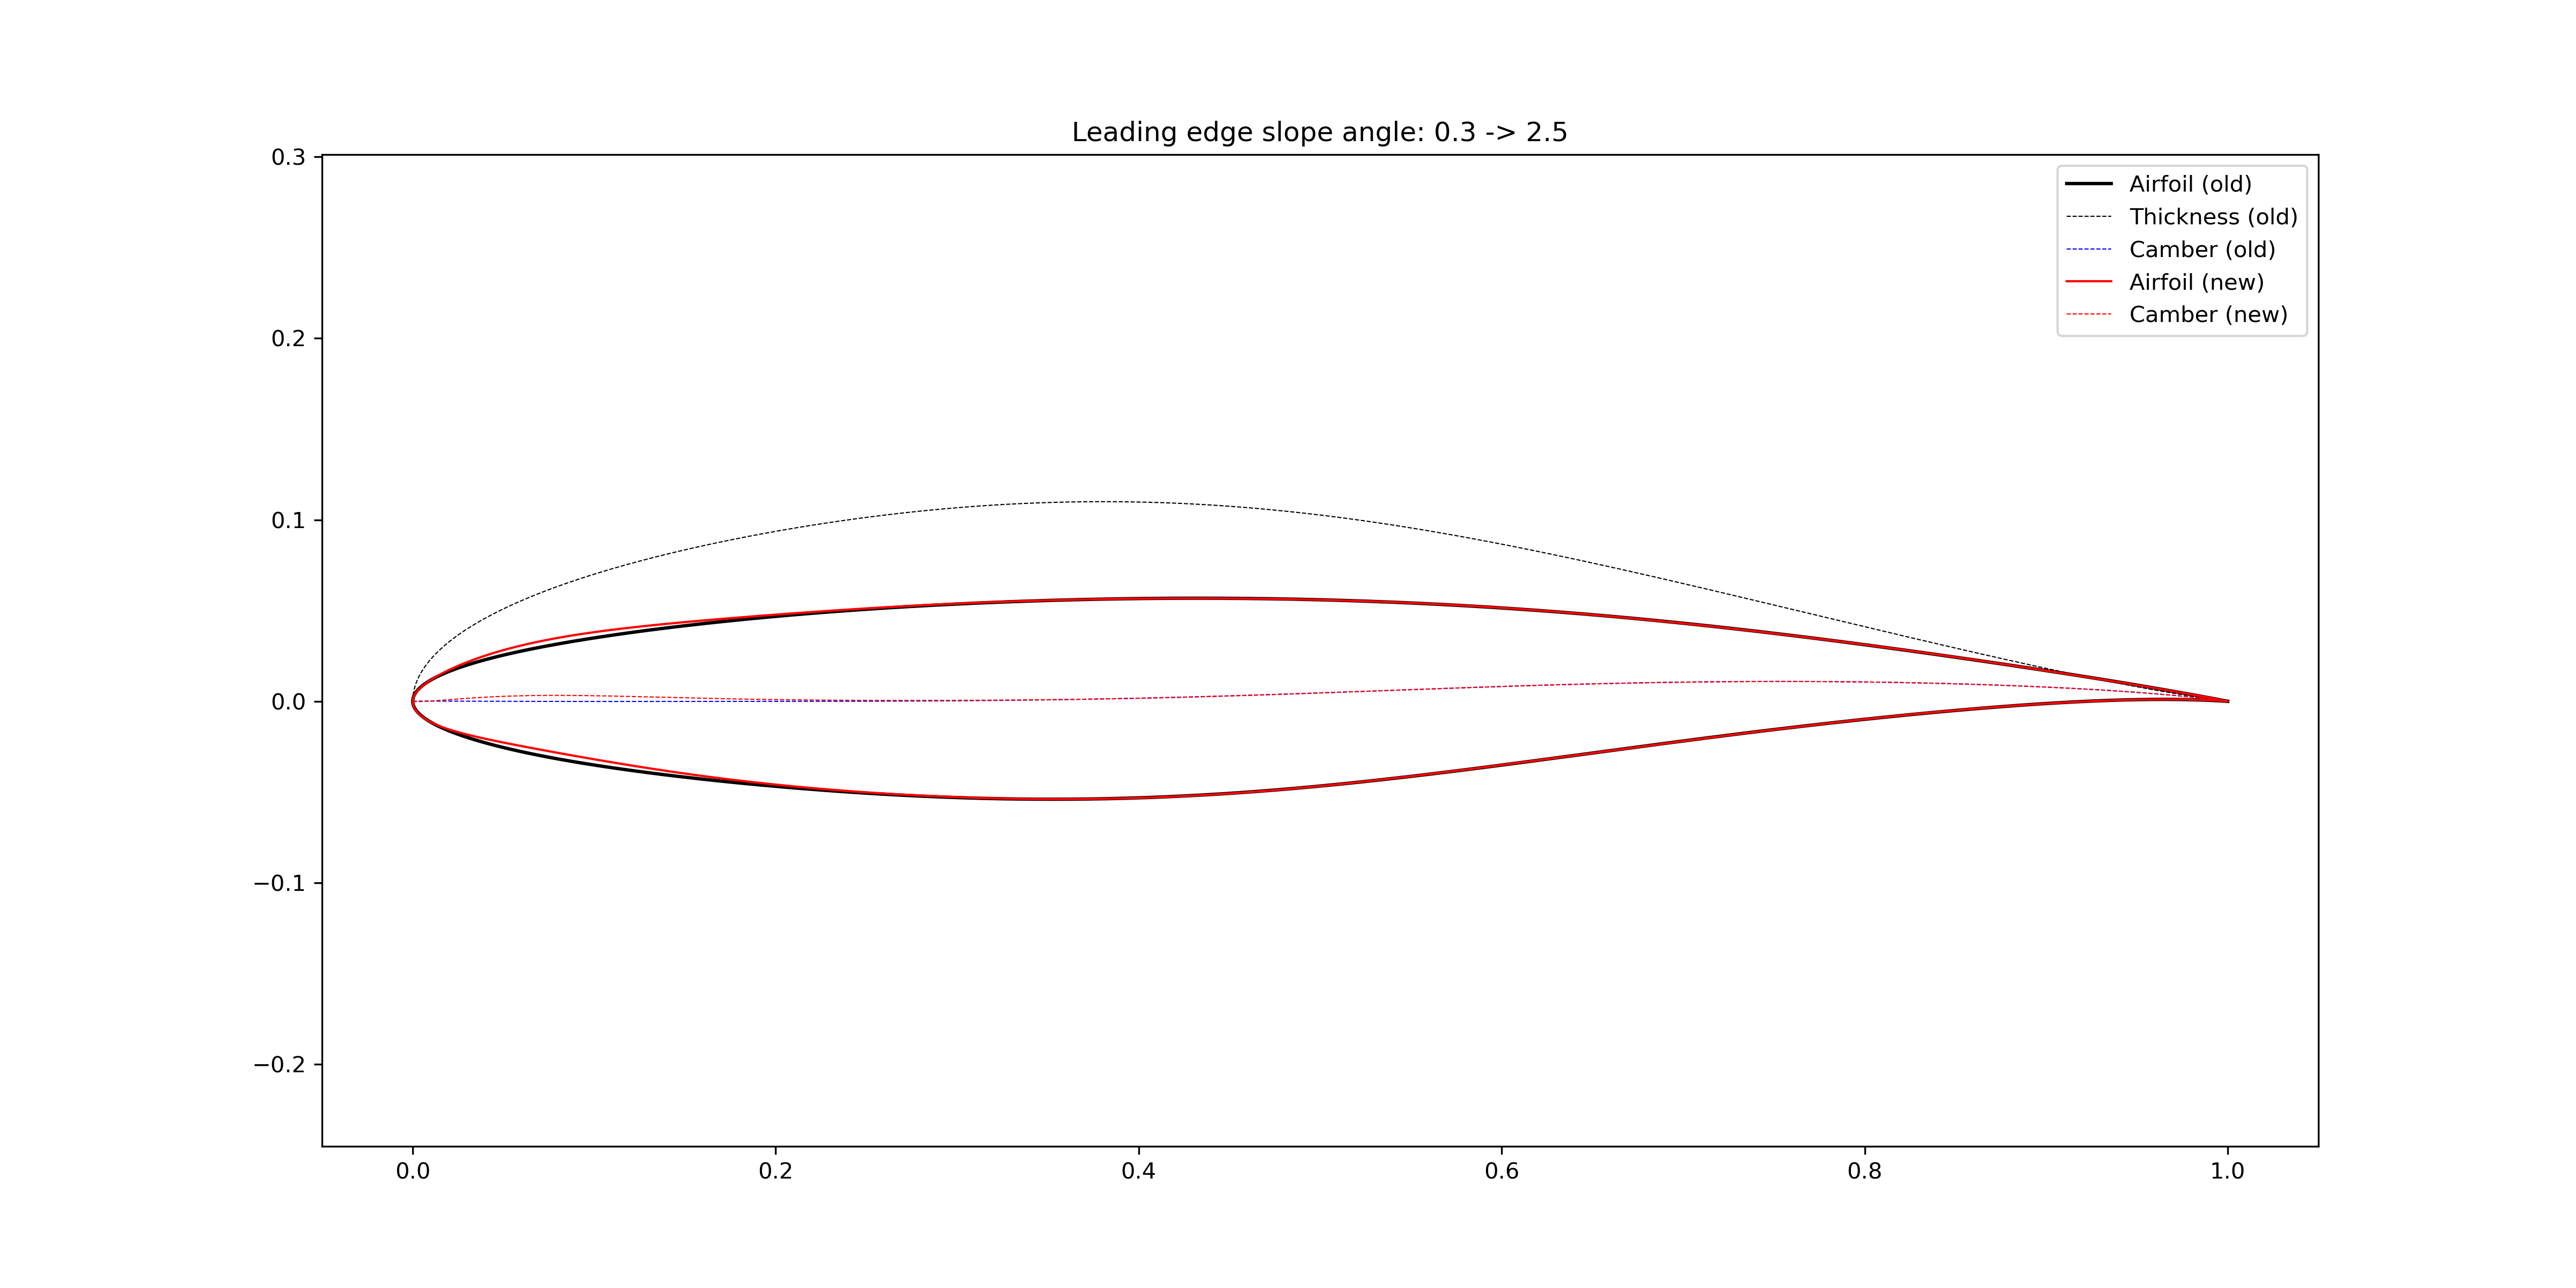 Leading edge slope angle: 0.3 -> 2.5
0.3
0.2
0.1
0.0
−0.1
−0.2
0.0 0.2 0.4 0.6 0.8 1.0
Airfoil (old)
Thickness (old)
Camber (old)
Airfoil (new)
Camber (new)